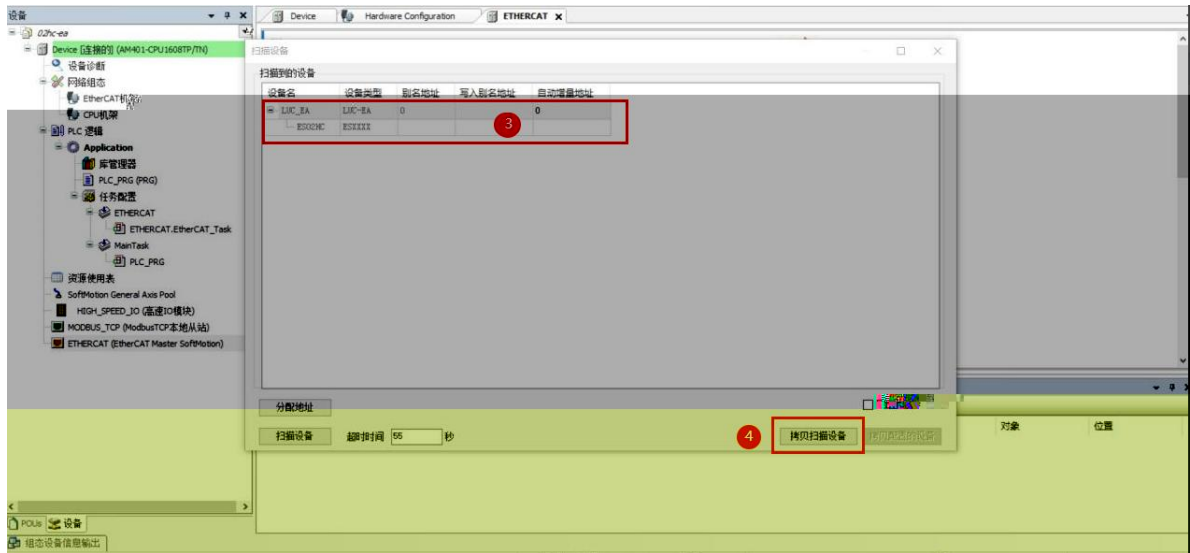 设备
Device
Hardware Configuration
ETHERCAT
02hc-ea
Device [连接的] (AM401-CPU1608TP/TN)
设备诊断
网络组态
EtherCAT机架
CPU机架
PLC 逻辑
Application
库管理器
PLC_PRG (PRG)
任务配置
ETHERCAT
ETHERCAT.EtherCAT_Task
MainTask
PLC_PRG
资源使用表
SoftMotion General Axis Pool
HIGH_SPEED_IO (高速IO模块)
MODBUS_TCP (ModbusTCP本地从站)
ETHERCAT (EtherCAT Master SoftMotion)
扫描设备
扫描到的设备
设备名 设备类型 别名地址 写入别名地址 自动增量地址
LUC_EA LUC-EA 0 0
ES02HC ESXXXX
3
分配地址
扫描设备 超时时间 55 秒
4 拷贝扫描设备
对象 位置
POUs 设备
组态设备信息输出